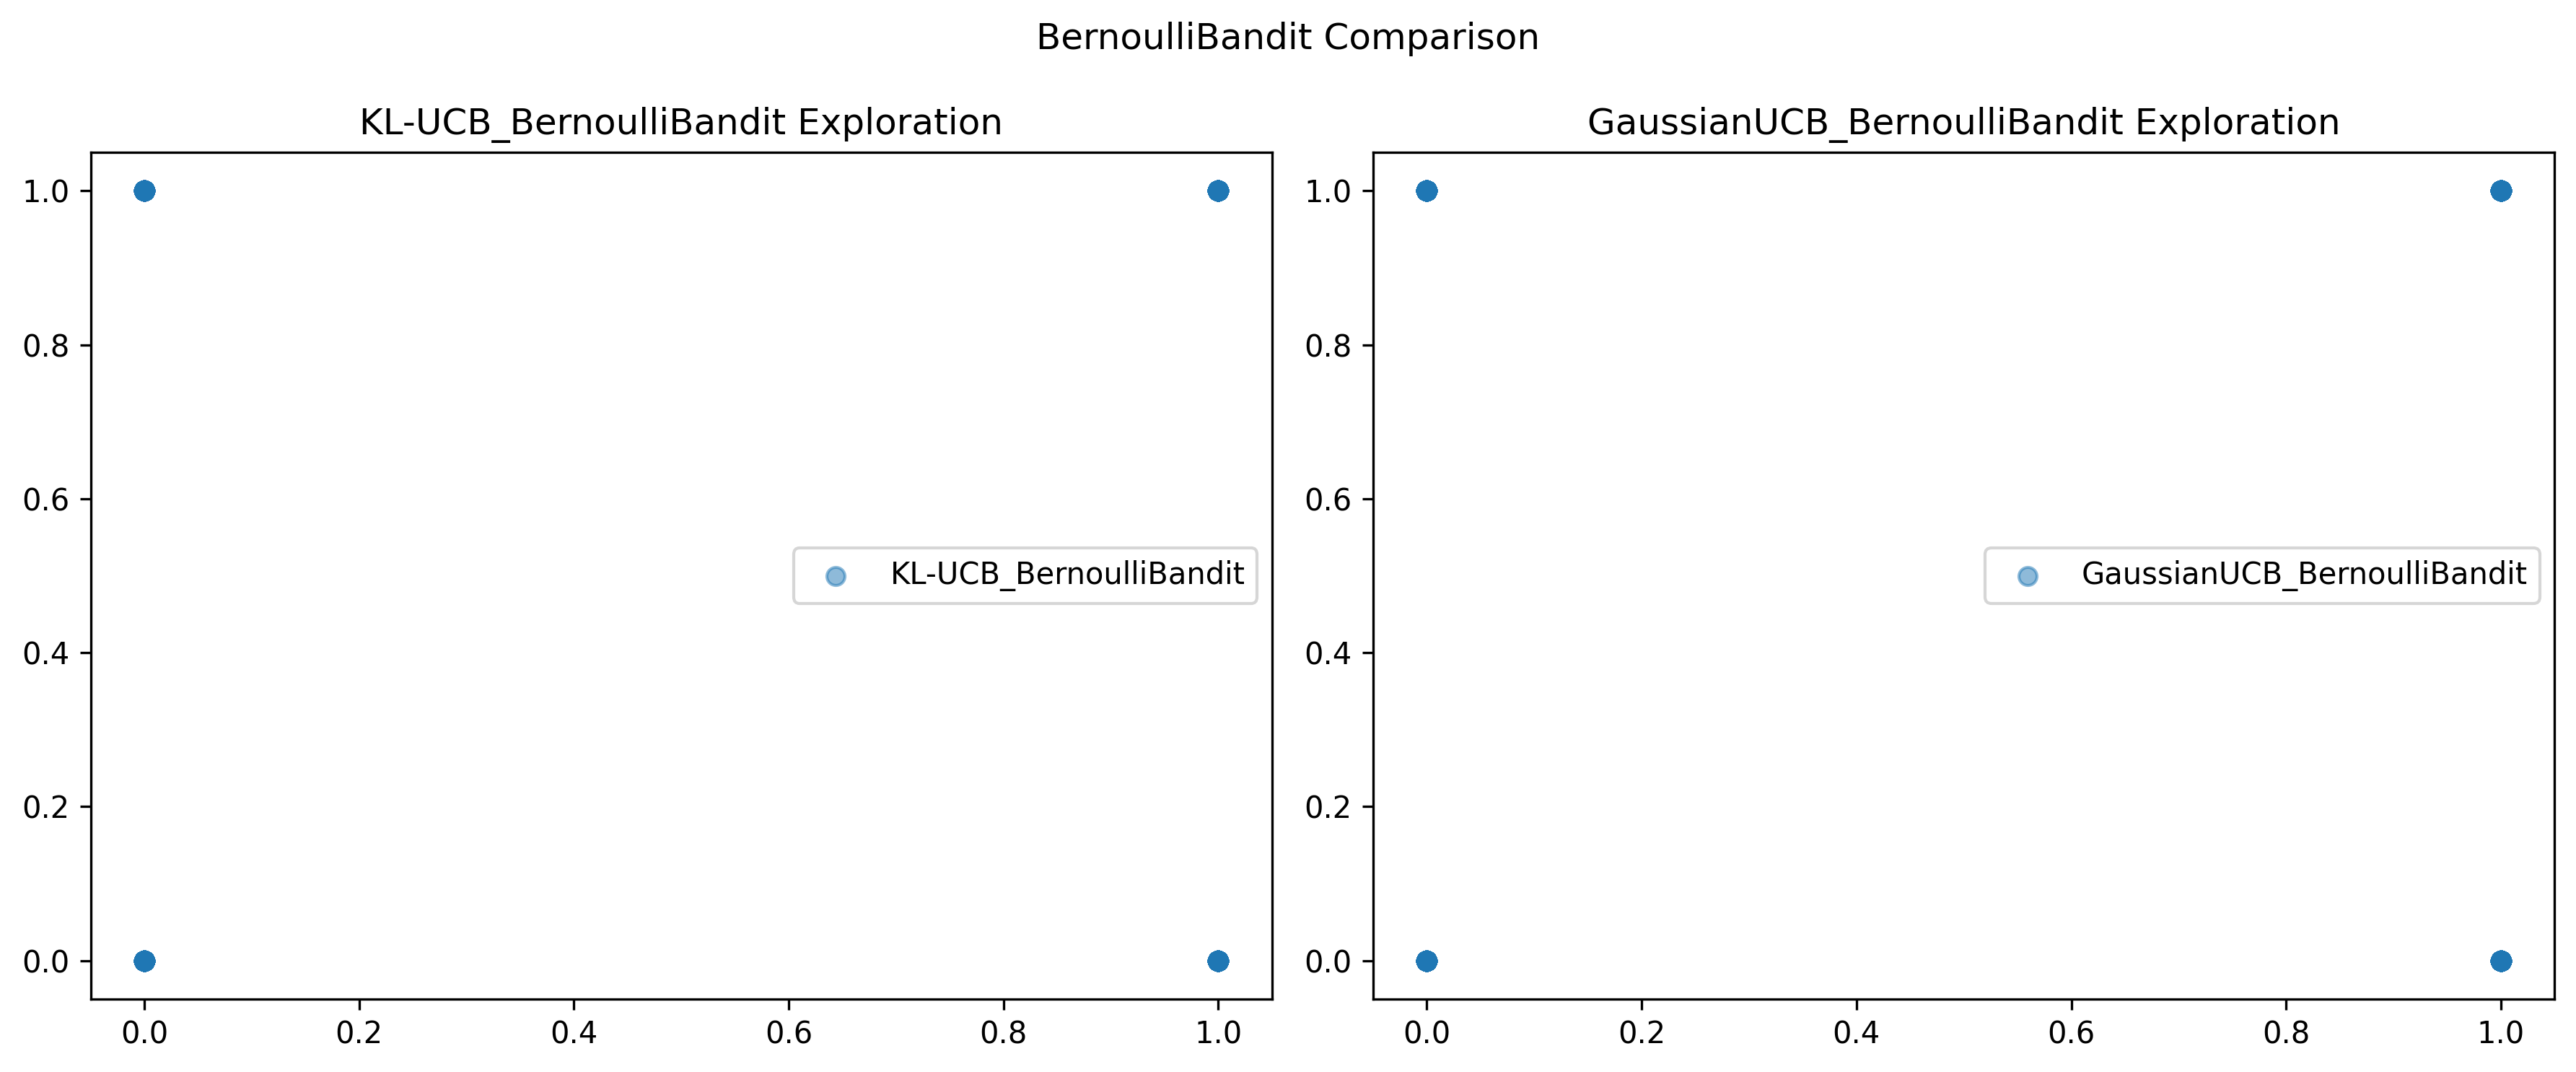 BernoulliBandit Comparison
KL-UCB_BernoulliBandit Exploration
1.0
0.8
0.6
0.4
0.2
0.0
0.0 0.2 0.4 0.6 0.8 1.0
KL-UCB_BernoulliBandit
GaussianUCB_BernoulliBandit Exploration
1.0
0.8
0.6
0.4
0.2
0.0
0.0 0.2 0.4 0.6 0.8 1.0
GaussianUCB_BernoulliBandit